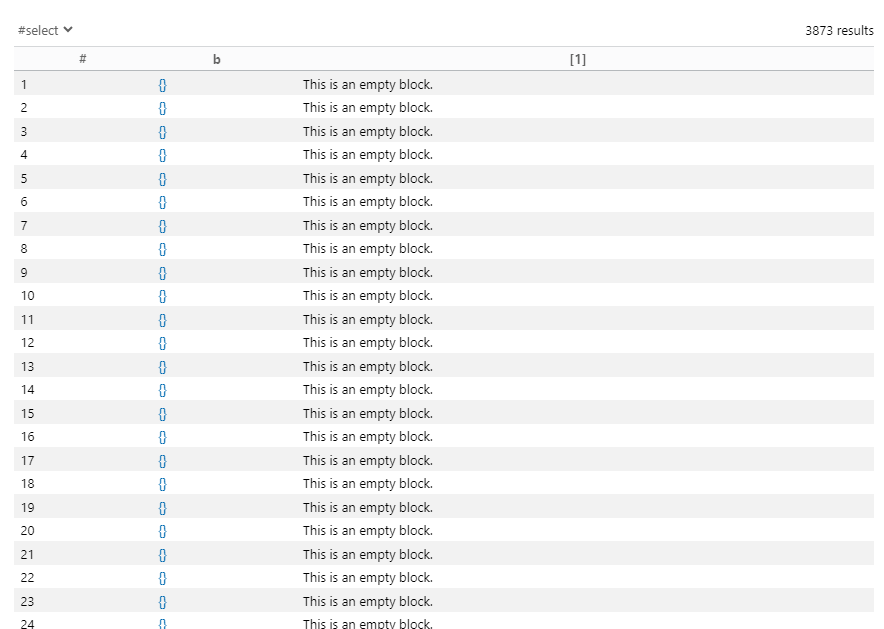 #select 3873 results
# b [1]
1 {} This is an empty block.
2 {} This is an empty block.
3 {} This is an empty block.
4 {} This is an empty block.
5 {} This is an empty block.
6 {} This is an empty block.
7 {} This is an empty block.
8 {} This is an empty block.
9 {} This is an empty block.
10 {} This is an empty block.
11 {} This is an empty block.
12 {} This is an empty block.
13 {} This is an empty block.
14 {} This is an empty block.
15 {} This is an empty block.
16 {} This is an empty block.
17 {} This is an empty block.
18 {} This is an empty block.
19 {} This is an empty block.
20 {} This is an empty block.
21 {} This is an empty block.
22 {} This is an empty block.
23 {} This is an empty block.
24 {} This is an empty block.